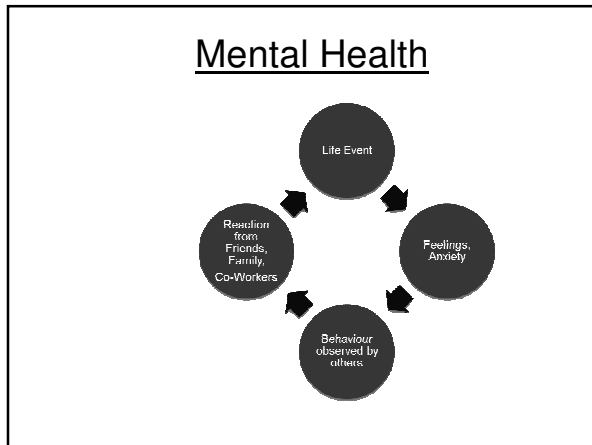 Mental Health
Life Event
Feelings,
Anxiety
Behaviour
observed by
others
Reaction
from
Friends,
Family,
Co-Workers